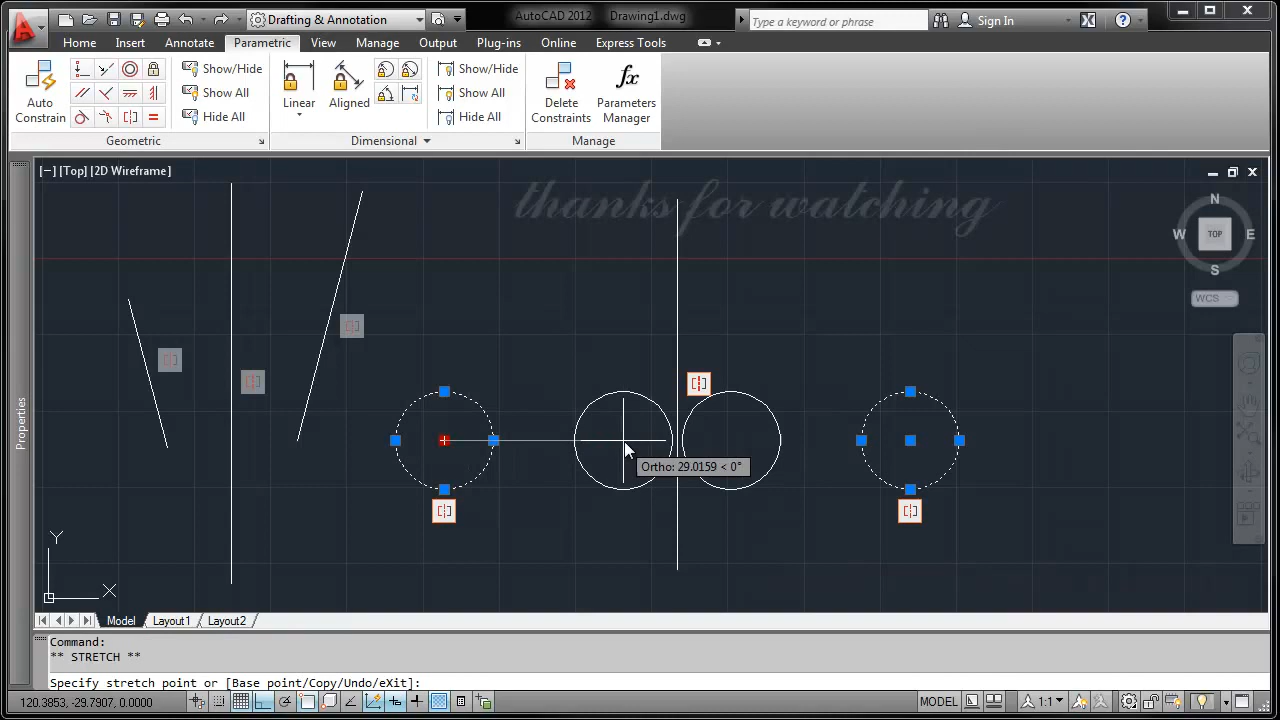 Drafting & Annotation
AutoCAD 2012 Drawing1.dwg
Type a keyword or phrase
Sign In
Home Insert Annotate Parametric View Manage Output Plug-ins Online Express Tools
Auto Constrain
Show/Hide
Show All
Hide All
Geometric
Linear
Aligned
Show/Hide
Show All
Hide All
Dimensional
Delete Constraints
fx
Parameters Manager
Manage
[−] [Top] [2D Wireframe]
thanks for watching
N
W TOP E
S
WCS
Properties
Ortho: 29.0159 < 0°
Y
X
Model Layout1 Layout2
Command:
** STRETCH **
Specify stretch point or [Base point/Copy/Undo/eXit]:
120.3853, -29.7907, 0.0000
MODEL
1:1